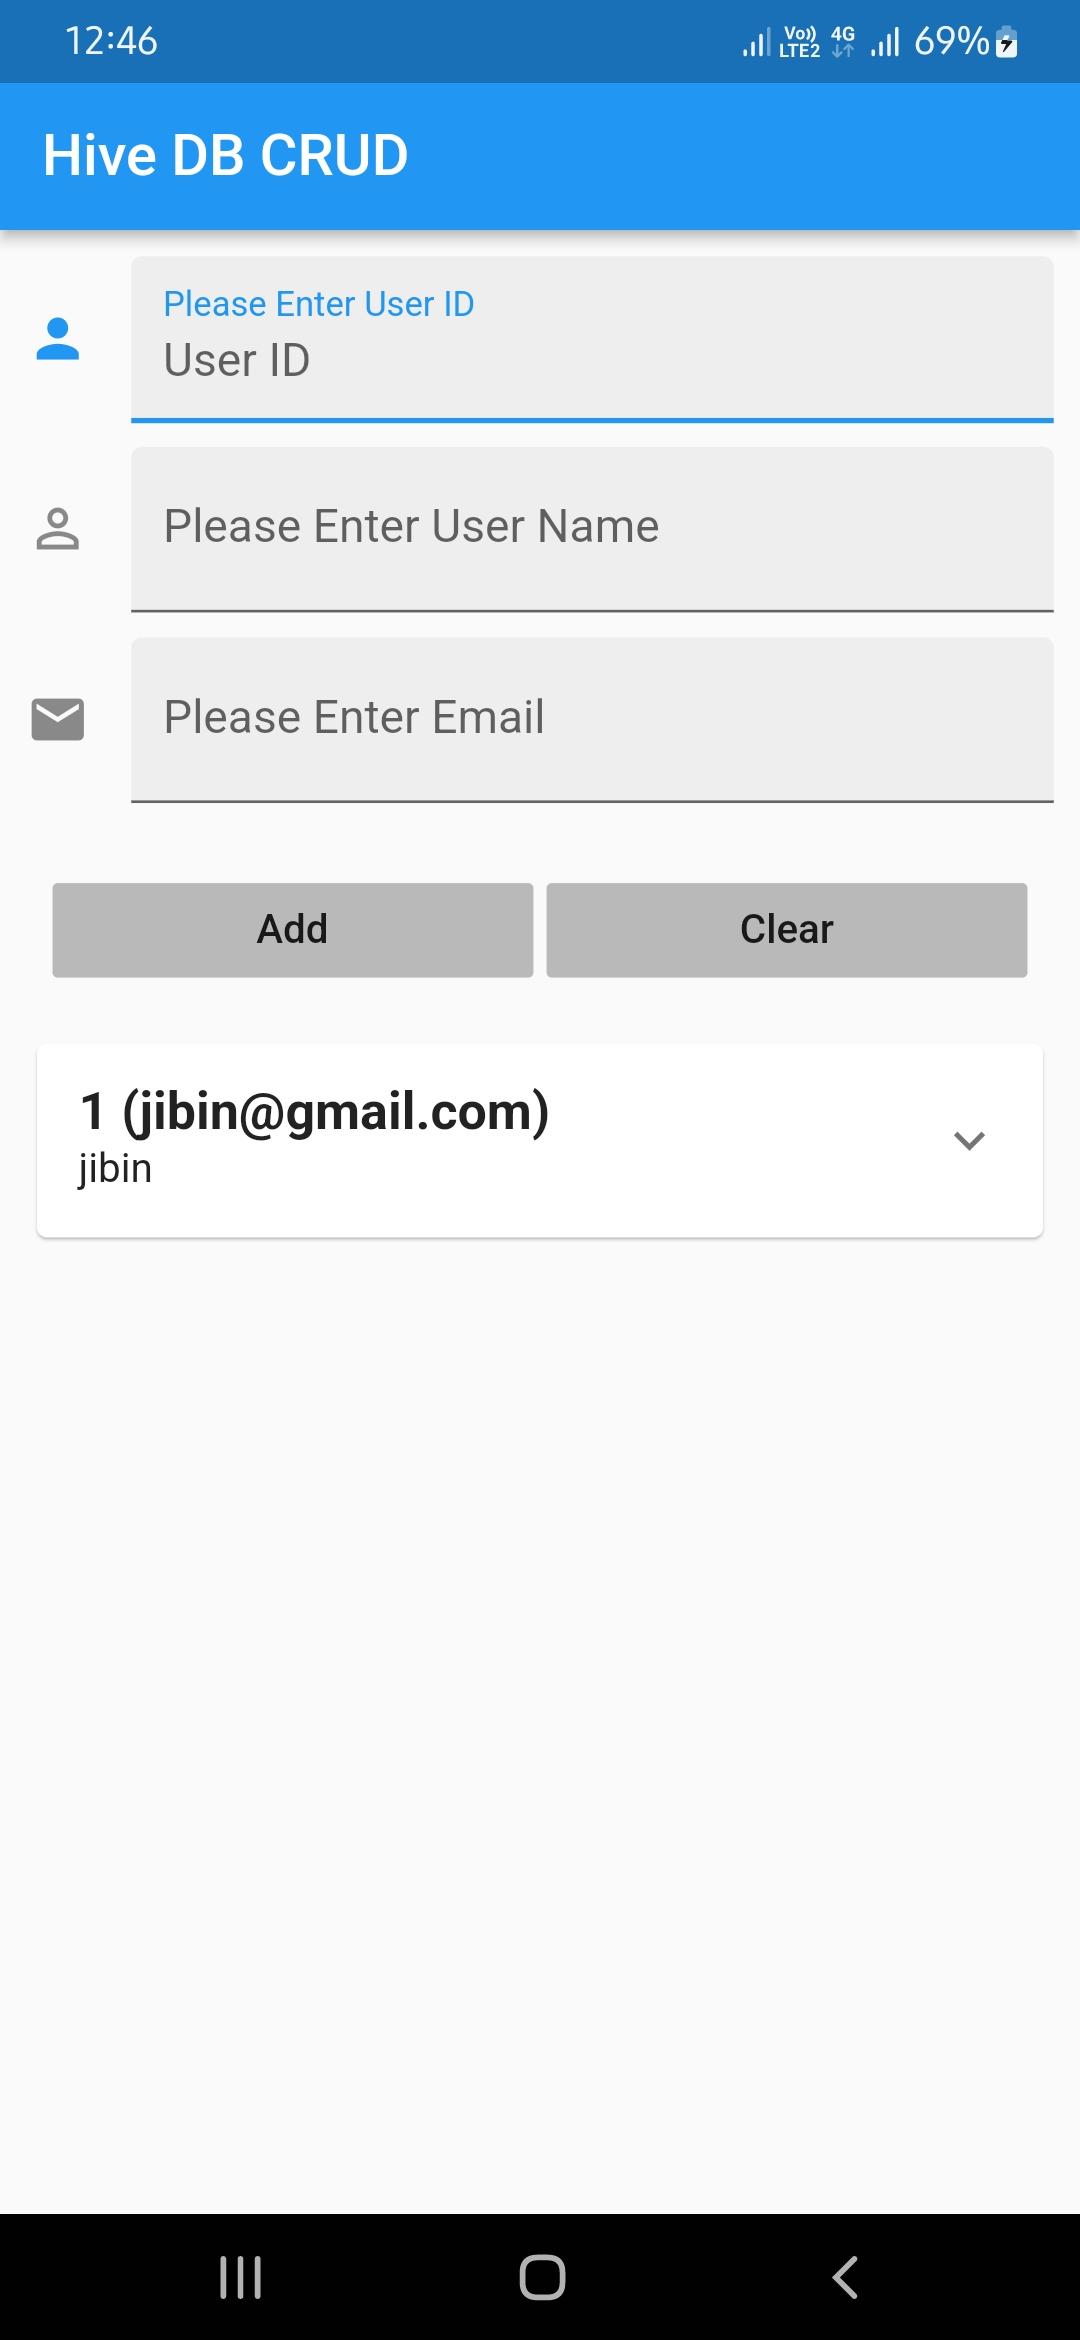 12:46 Vo)) LTE2 4G 69%
Hive DB CRUD
Please Enter User ID
User ID
Please Enter User Name
Please Enter Email
Add Clear
1 (jibin@gmail.com)
jibin